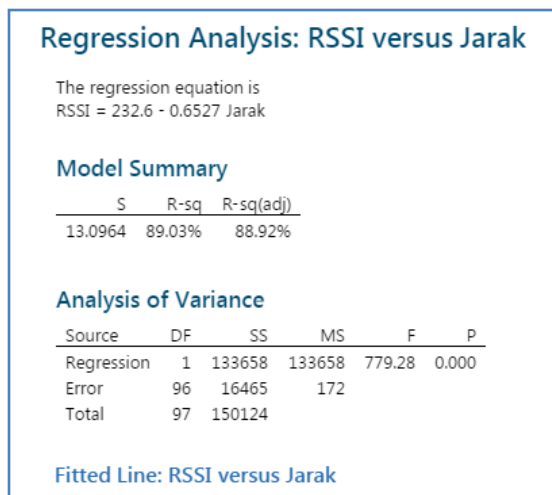 Regression Analysis: RSSI versus Jarak
The regression equation is
RSSI = 232.6 - 0.6527 Jarak
Model Summary
S R-sq R-sq(adj)
13.0964 89.03% 88.92%
Analysis of Variance
Source DF SS MS F P
Regression 1 133658 133658 779.28 0.000
Error 96 16465 172
Total 97 150124
Fitted Line: RSSI versus Jarak